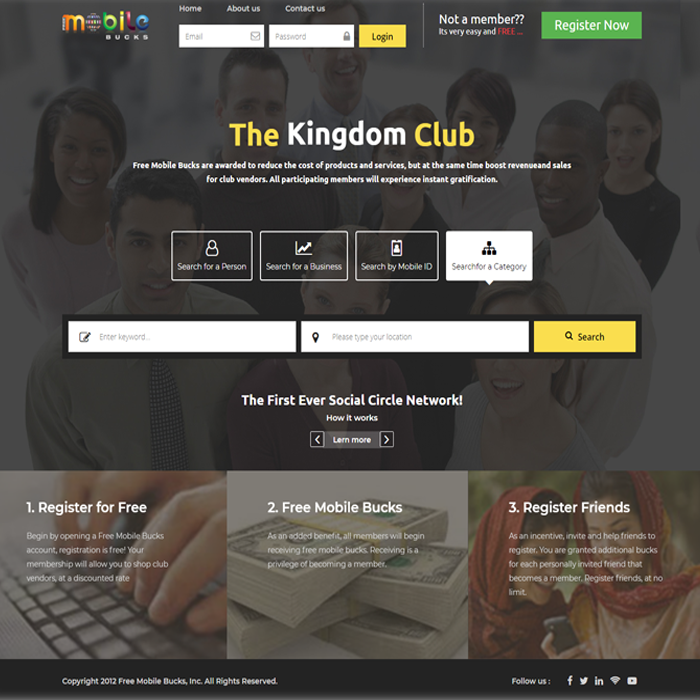 mobile
BUCKS
Home About us Contact us
Email Password Login
Not a member??
Its very easy and FREE ...
Register Now
The Kingdom Club
Free Mobile Bucks are awarded to reduce the cost of products and services, but at the same time boost revenueand sales
for club vendors. All participating members will experience instant gratification.
Search for a Person Search for a Business Search by Mobile ID Searchfor a Category
Enter keyword... Please type your location Search
The First Ever Social Circle Network!
How it works
Lern more
1. Register for Free
Begin by opening a Free Mobile Bucks
account, registration is free! Your
membership will allow you to shop club
vendors, at a discounted rate
2. Free Mobile Bucks
As an added benefit, all members will begin
receiving free mobile bucks. Receiving is a
privilege of becoming a member.
3. Register Friends
As an incentive, invite and help friends to
register. You are granted additional bucks
for each personally invited friend that
becomes a member. Register friends, at no
limit.
Copyright 2012 Free Mobile Bucks, Inc. All Rights Reserved.
Follow us :